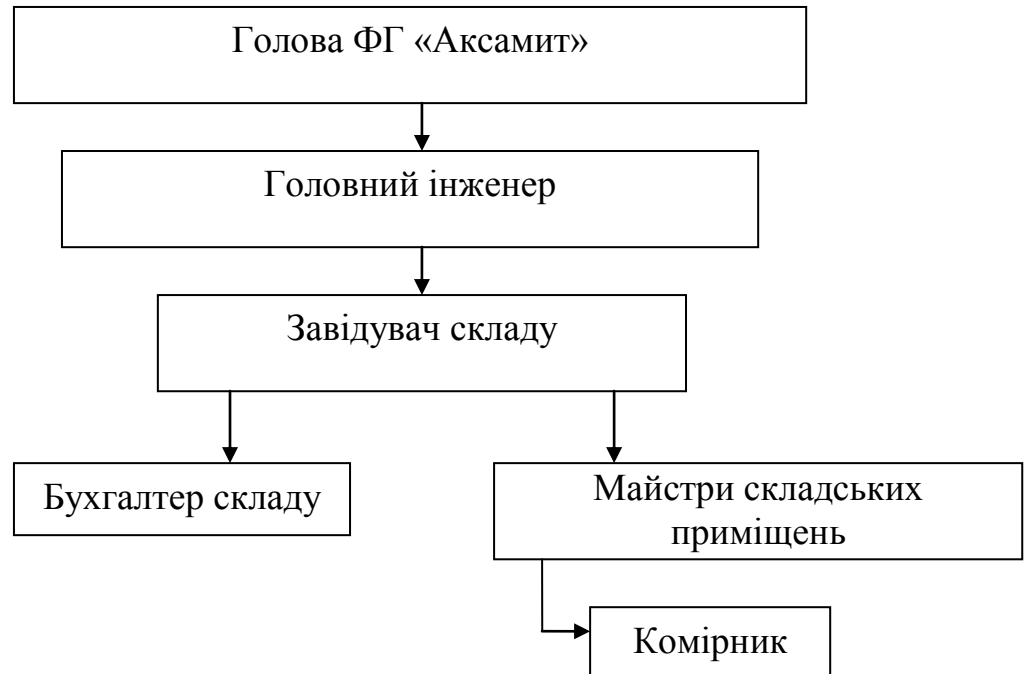 Голова ФГ «Аксамит»
Головний інженер
Завідувач складу
Бухгалтер складу
Майстри складських
приміщень
Комірник